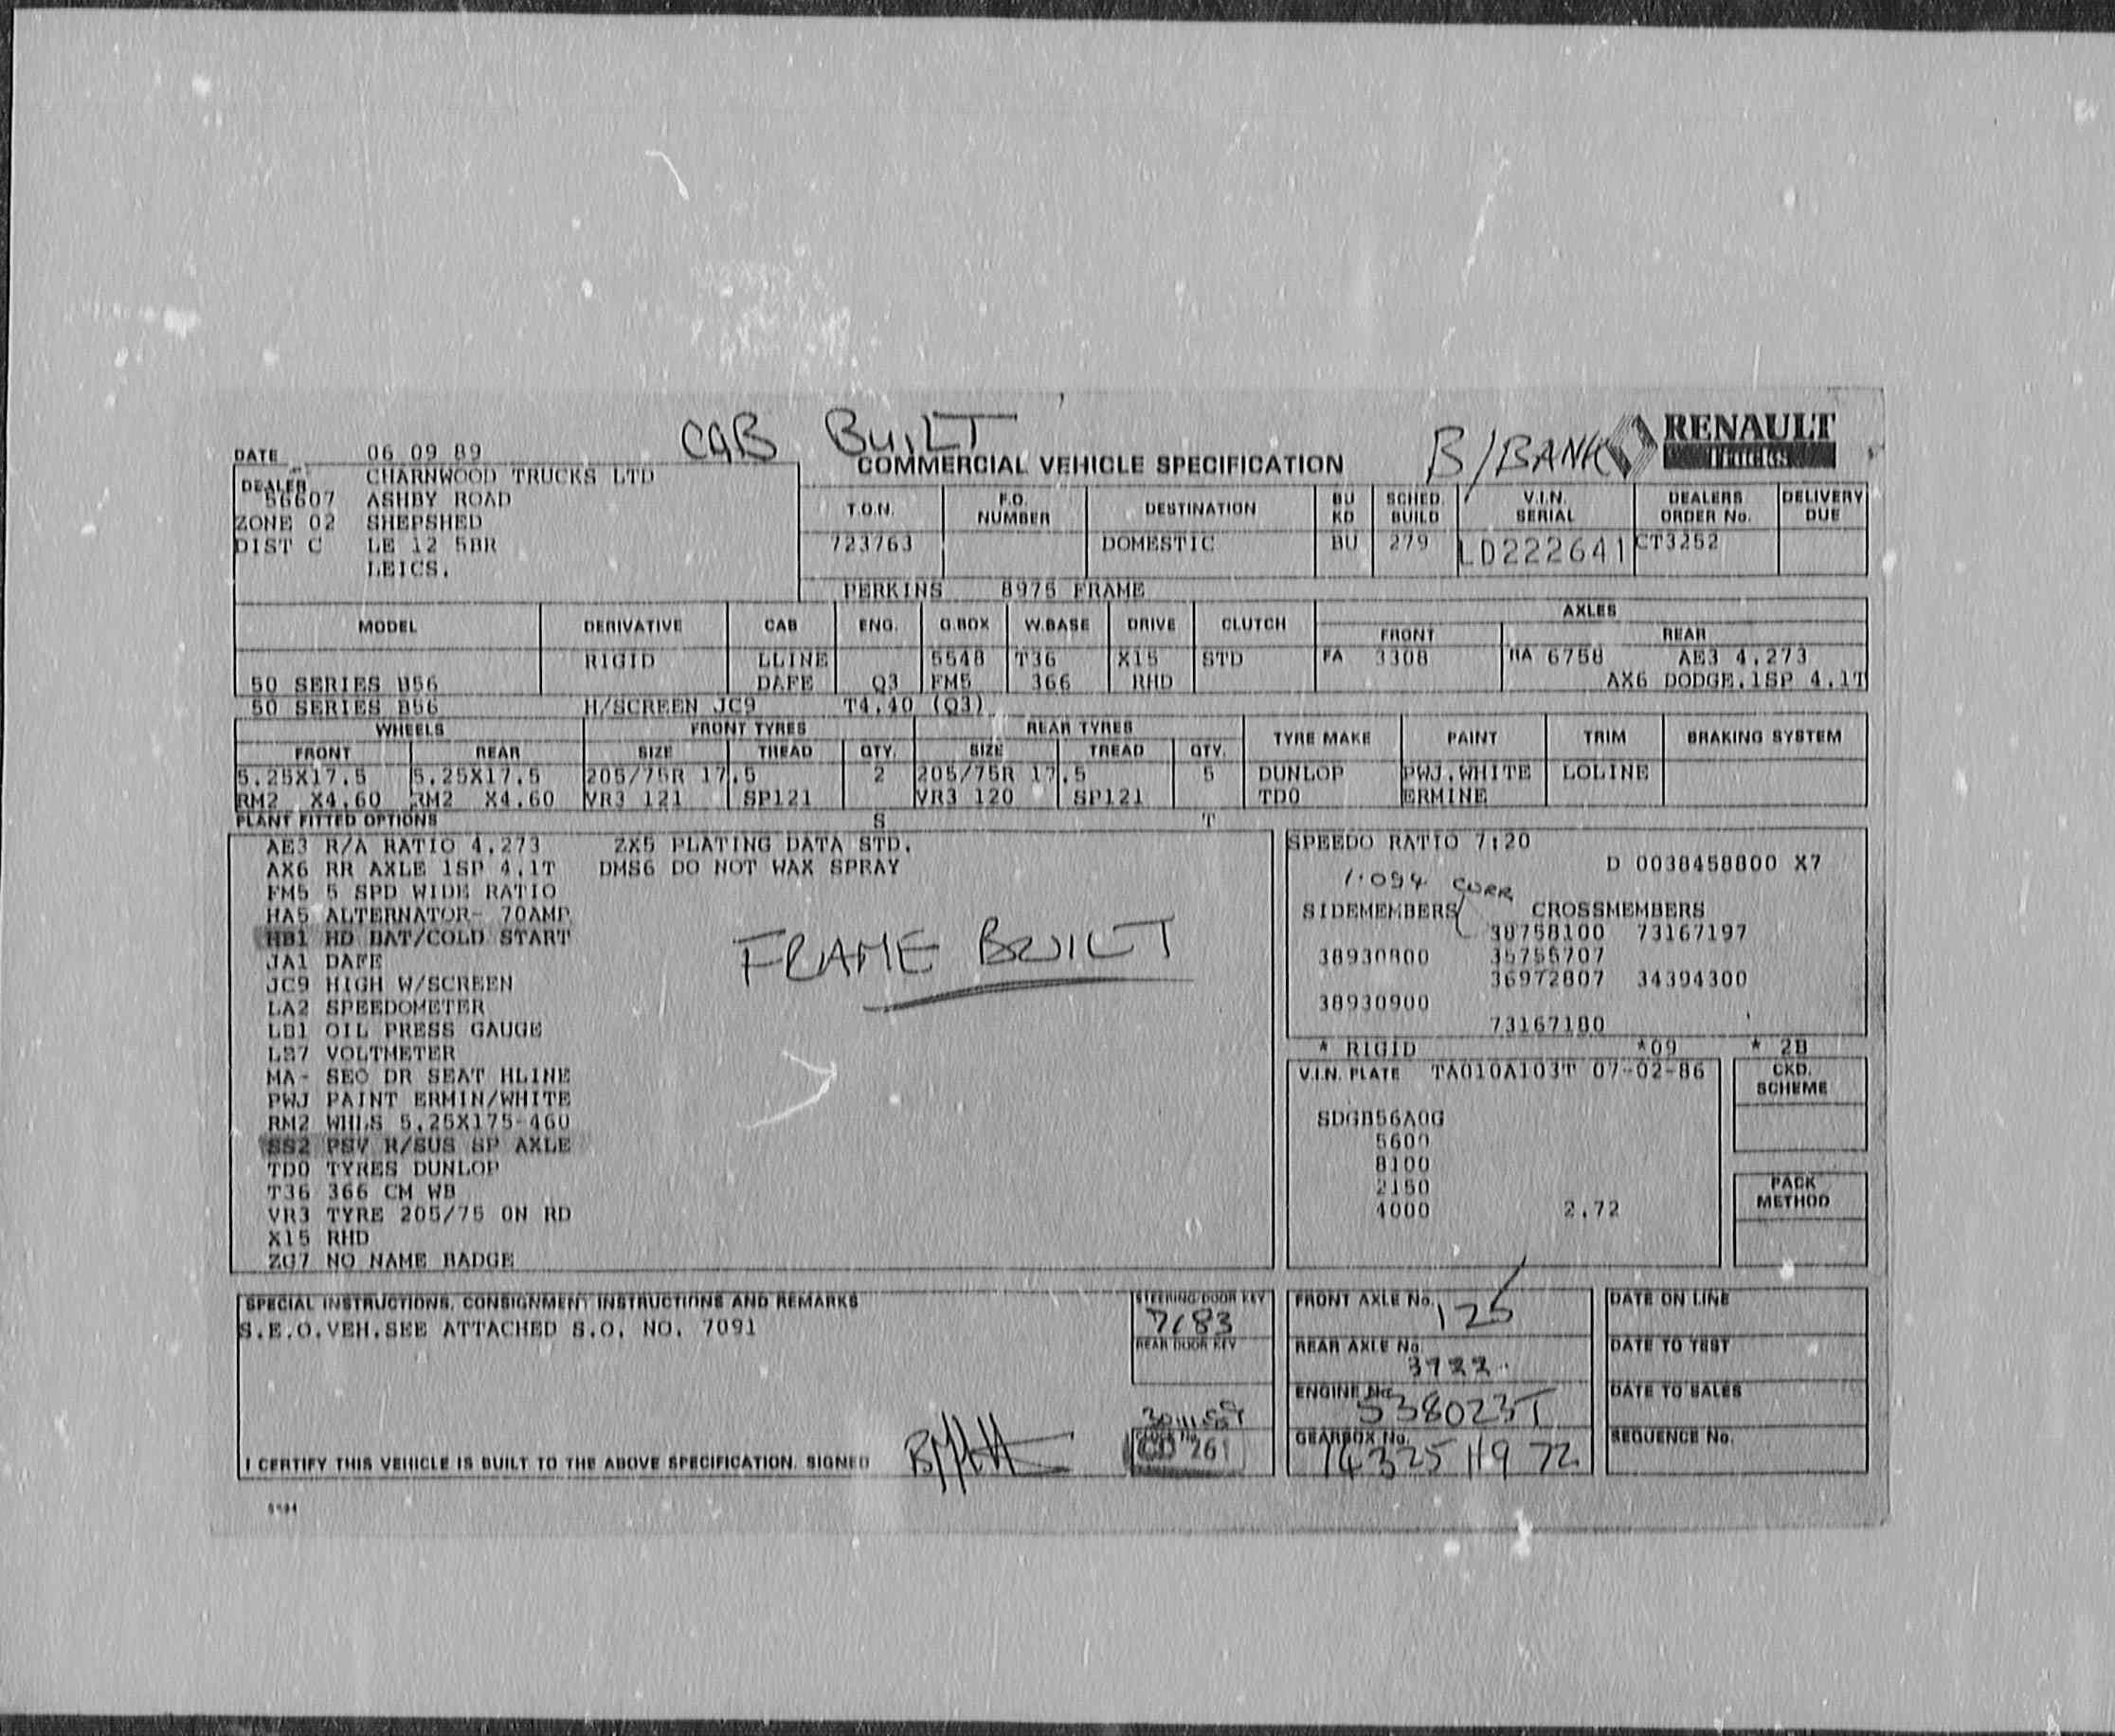 CAB BUILT
B/BANK
RENAULT
Trucks
DATE 06 09 89
COMMERCIAL VEHICLE SPECIFICATION
DEALER CHARNWOOD TRUCKS LTD
56607 ASHBY ROAD
ZONE 02 SHEPSHED
DIST C LE 12 5BR
LEICS.
T.O.N. F.O. NUMBER DESTINATION BU KD SCHED. BUILD V.I.N. SERIAL DEALERS ORDER No. DELIVERY DUE
723763 DOMESTIC BU 279 LD222641 CT3252
PERKINS 8975 FRAME
MODEL DERIVATIVE CAB ENG. G.BOX W.BASE DRIVE CLUTCH AXLES
FRONT REAR
RIGID LLINE 5548 T36 X15 STD FA 3308 RA 6758 AE3 4.273
50 SERIES B56 DAFE Q3 FM5 366 RHD AX6 DODGE.1SP 4.1T
50 SERIES B56 H/SCREEN JC9 T4.40 (Q3)
WHEELS FRONT TYRES REAR TYRES TYRE MAKE PAINT TRIM BRAKING SYSTEM
FRONT REAR SIZE THEAD QTY. SIZE TREAD QTY.
5.25X17.5 5.25X17.5 205/75R 17.5 2 205/75R 17.5 5 DUNLOP PWJ.WHITE LOLINE
RM2 X4.60 RM2 X4.60 VR3 121 SP121 VR3 120 SP121 TDO ERMINE
PLANT FITTED OPTIONS S T
AE3 R/A RATIO 4.273 ZX5 PLATING DATA STD.
AX6 RR AXLE 1SP 4.1T DMS6 DO NOT WAX SPRAY
FM5 5 SPD WIDE RATIO
HA5 ALTERNATOR- 70AMP
HB1 HD BAT/COLD START
JA1 DAFE
JC9 HIGH W/SCREEN
LA2 SPEEDOMETER
LB1 OIL PRESS GAUGE
LB7 VOLTMETER
MA- SEO DR SEAT HLINE
PWJ PAINT ERMIN/WHITE
RM2 WHLS 5.25X175-460
SS2 PSV R/SUS SP AXLE
TDO TYRES DUNLOP
T36 366 CM WB
VR3 TYRE 205/75 ON RD
X15 RHD
ZG7 NO NAME BADGE
FRAME BUILT
SPEEDO RATIO 7:20
D 0038458800 X7
1.094 CURR
SIDEMEMBERS CROSSMEMBERS
38758100 73167197
38930800 35755707
36972807 34394300
38930900
73167180
* RIGID *09 * 2B
V.I.N. PLATE TA010A103T 07-02-86
SDGB56A0G
5600
8100
2150
4000 2.72
CKD. SCHEME
PACK METHOD
SPECIAL INSTRUCTIONS, CONSIGNMENT INSTRUCTIONS AND REMARKS
S.E.O.VEH.SEE ATTACHED S.O. NO. 7091
I CERTIFY THIS VEHICLE IS BUILT TO THE ABOVE SPECIFICATION. SIGNED
STEERING/DOOR KEY
7183
REAR DOOR KEY
CD 261
FRONT AXLE No. 125
REAR AXLE No. 3722
ENGINE No. 538023T
GEARBOX No. 74325 119 72
DATE ON LINE
DATE TO TEST
DATE TO SALES
SEQUENCE No.